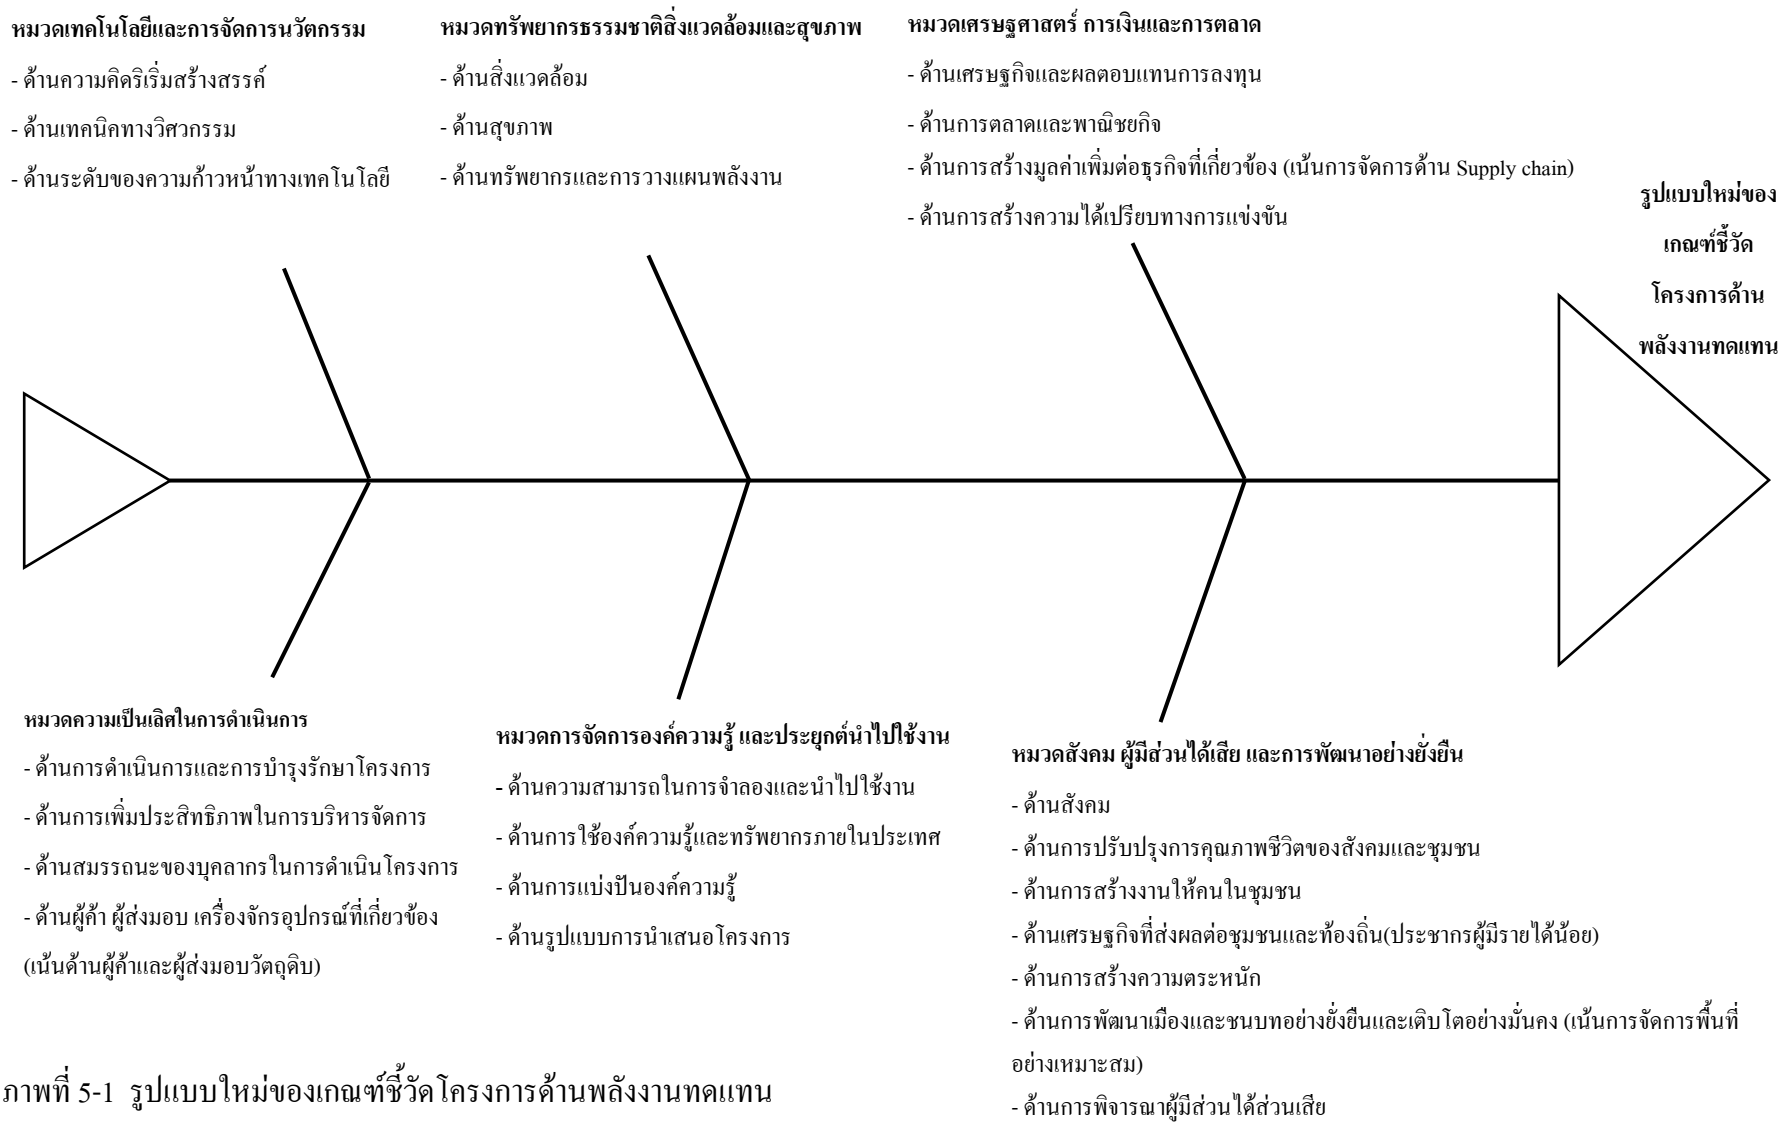 หมวดเทคโนโลยีและการจัดการนวัตกรรม
- ด้านความคิดริเริ่มสร้างสรรค์
- ด้านเทคนิคทางวิศวกรรม
- ด้านระดับของความก้าวหน้าทางเทคโนโลยี
หมวดทรัพยากรธรรมชาติสิ่งแวดล้อมและสุขภาพ
- ด้านสิ่งแวดล้อม
- ด้านสุขภาพ
- ด้านทรัพยากรและการวางแผนพลังงาน
หมวดเศรษฐศาสตร์ การเงินและการตลาด
- ด้านเศรษฐกิจและผลตอบแทนการลงทุน
- ด้านการตลาดและพาณิชยกิจ
- ด้านการสร้างมูลค่าเพิ่มต่อธุรกิจที่เกี่ยวข้อง (เน้นการจัดการด้าน Supply chain)
- ด้านการสร้างความได้เปรียบทางการแข่งขัน
รูปแบบใหม่ของ
เกณฑ์ชี้วัด
โครงการด้าน
พลังงานทดแทน
หมวดความเป็นเลิศในการดำเนินการ
- ด้านการดำเนินการและการบำรุงรักษาโครงการ
- ด้านการเพิ่มประสิทธิภาพในการบริหารจัดการ
- ด้านสมรรถนะของบุคลากรในการดำเนินโครงการ
- ด้านผู้ค้า ผู้ส่งมอบ เครื่องจักรอุปกรณ์ที่เกี่ยวข้อง
(เน้นด้านผู้ค้าและผู้ส่งมอบวัตถุดิบ)
หมวดการจัดการองค์ความรู้ และประยุกต์นำไปใช้งาน
- ด้านความสามารถในการจำลองและนำไปใช้งาน
- ด้านการใช้องค์ความรู้และทรัพยากรภายในประเทศ
- ด้านการแบ่งปันองค์ความรู้
- ด้านรูปแบบการนำเสนอโครงการ
หมวดสังคม ผู้มีส่วนได้เสีย และการพัฒนาอย่างยั่งยืน
- ด้านสังคม
- ด้านการปรับปรุงการคุณภาพชีวิตของสังคมและชุมชน
- ด้านการสร้างงานให้คนในชุมชน
- ด้านเศรษฐกิจที่ส่งผลต่อชุมชนและท้องถิ่น(ประชากรผู้มีรายได้น้อย)
- ด้านการสร้างความตระหนัก
- ด้านการพัฒนาเมืองและชนบทอย่างยั่งยืนและเติบโตอย่างมั่นคง (เน้นการจัดการพื้นที่
อย่างเหมาะสม)
- ด้านการพิจารณาผู้มีส่วนได้ส่วนเสีย
ภาพที่ 5-1 รูปแบบใหม่ของเกณฑ์ชี้วัดโครงการด้านพลังงานทดแทน